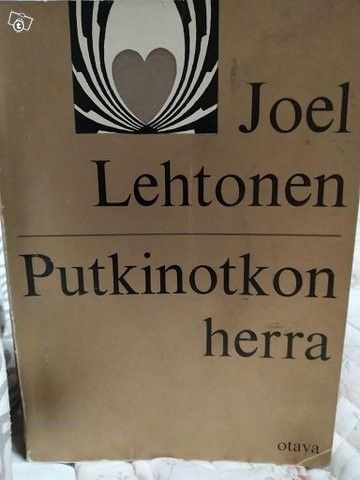 Joel
Lehtonen
Putkinotkon
herra
otava